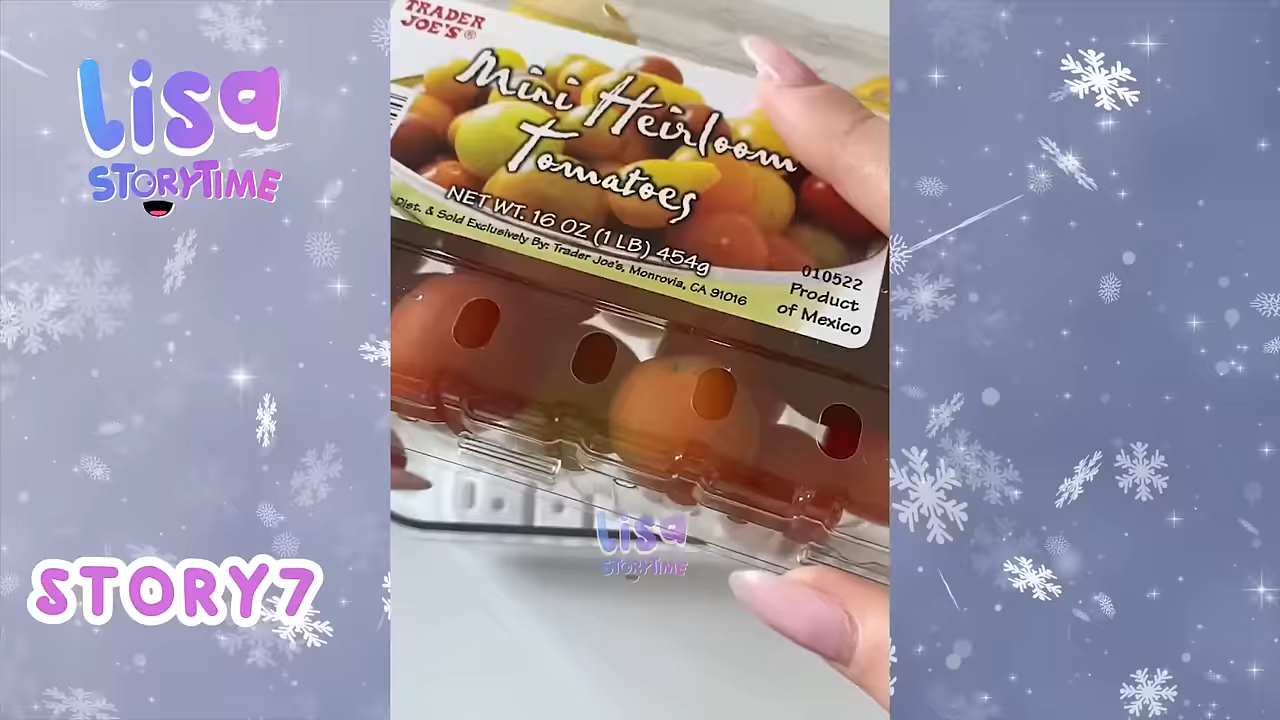 Lisa
STORYTIME
TRADER
JOE'S®
Mini Heirloom
Tomatoes
NET WT. 16 OZ (1 LB) 454g
Dist. & Sold Exclusively By: Trader Joe's, Monrovia, CA 91016
010522
Product
of Mexico
Lisa
STORYTIME
STORY7